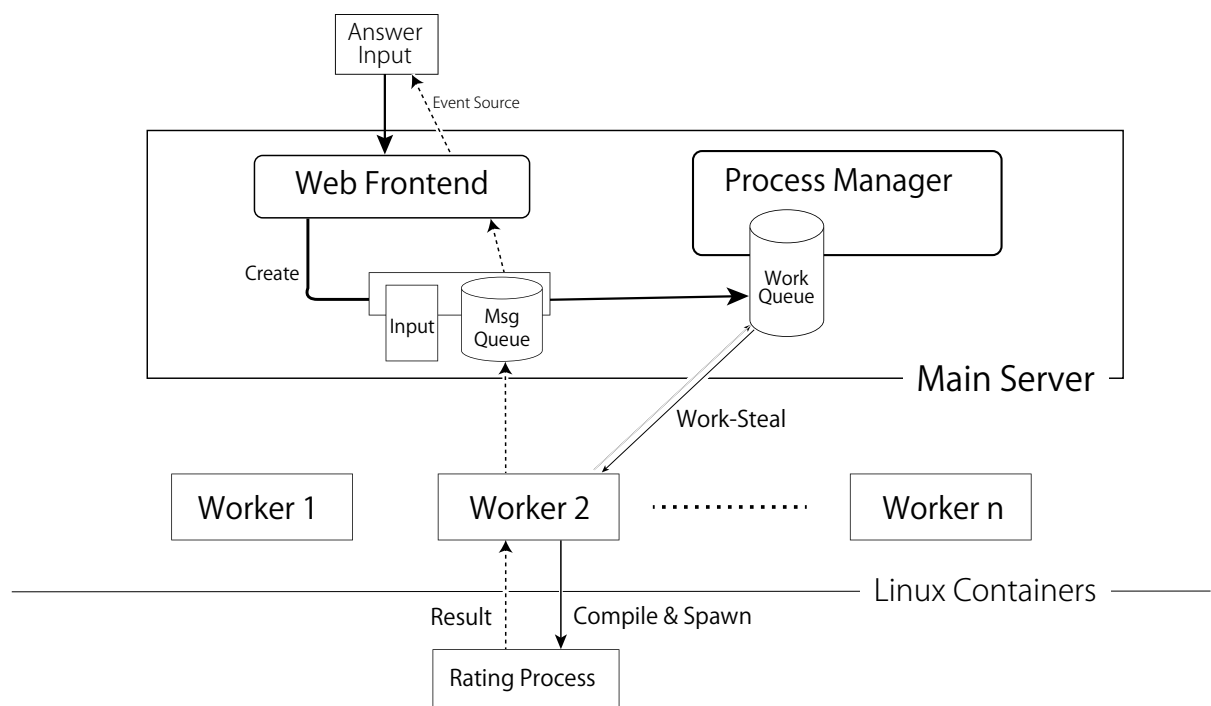 Answer
Input
Event Source
Web Frontend
Process Manager
Create
Input
Msg
Queue
Work
Queue
Main Server
Work-Steal
Worker 1
Worker 2
Worker n
Linux Containers
Result
Compile & Spawn
Rating Process